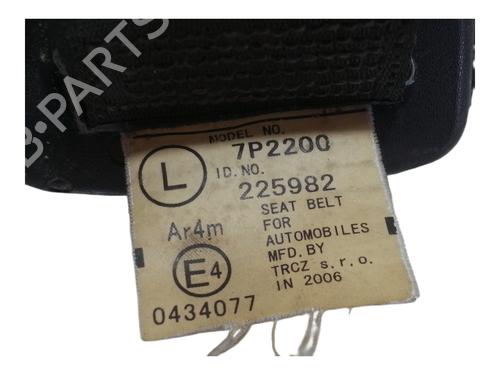 B-PARTS
MODEL NO.
7P2200
L
ID.NO.
225982
Ar4m
SEAT BELT
FOR
AUTOMOBILES
MFD.BY
TRCZ s.r.o.
IN 2006
E4
0434077